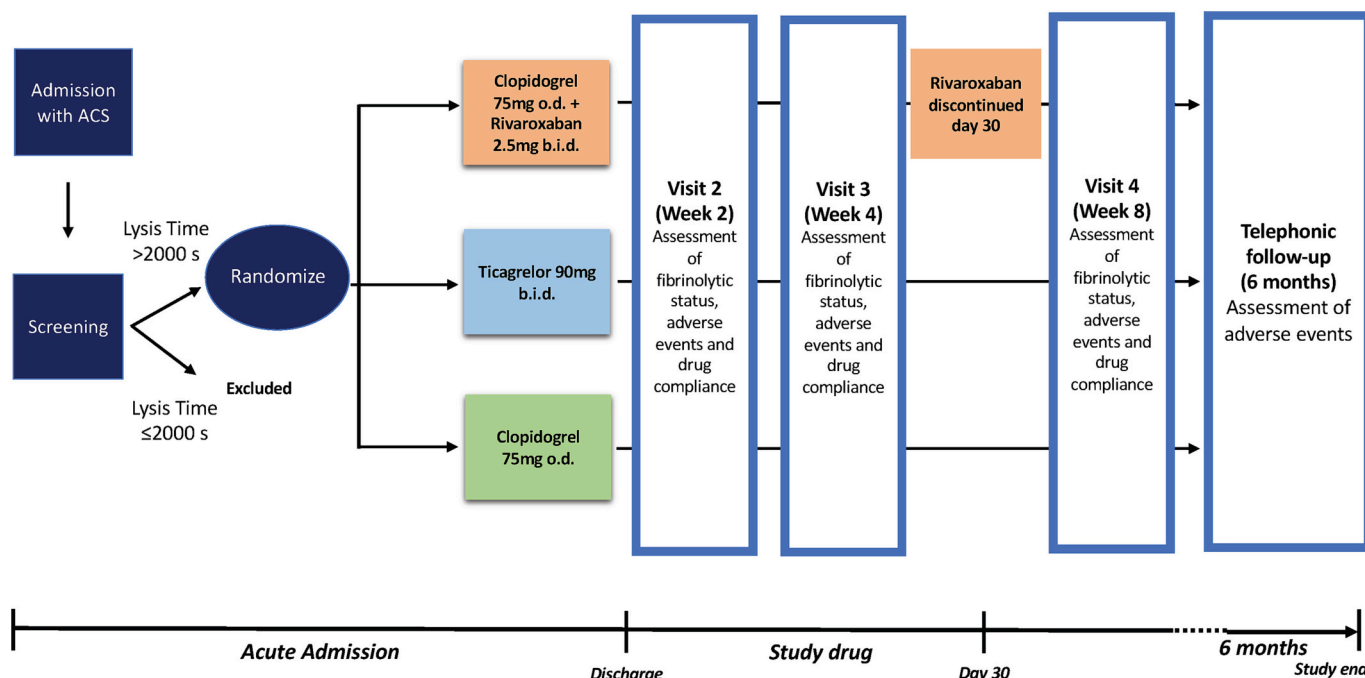 Admission
with ACS
Screening
Lysis Time
>2000 s
Lysis Time
≤2000 s
Excluded
Randomize
Clopidogrel
75mg o.d. +
Rivaroxaban
2.5mg b.i.d.
Ticagrelor 90mg
b.i.d.
Clopidogrel
75mg o.d.
Visit 2
(Week 2)
Assessment
of
fibrinolytic
status,
adverse
events and
drug
compliance
Visit 3
(Week 4)
Assessment
of
fibrinolytic
status,
adverse
events and
drug
compliance
Rivaroxaban
discontinued
day 30
Visit 4
(Week 8)
Assessment
of
fibrinolytic
status,
adverse
events and
drug
compliance
Telephonic
follow-up
(6 months)
Assessment of
adverse events
Acute Admission
Discharge
Study drug
Day 30
6 months
Study end